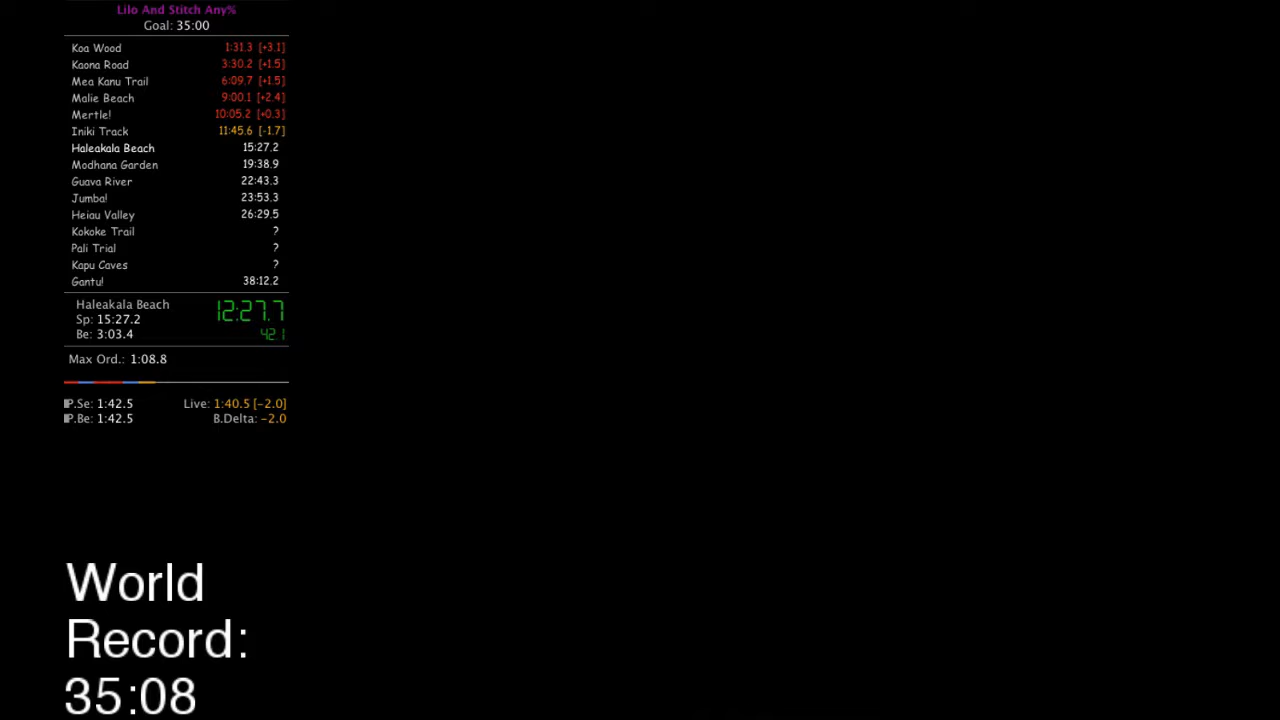 Lilo And Stitch Any%
Goal: 35:00
Koa Wood 1:31.3 [+3.1]
Kaona Road 3:30.2 [+1.5]
Mea Kanu Trail 6:09.7 [+1.5]
Malie Beach 9:00.1 [+2.4]
Mertle! 10:05.2 [+0.3]
Iniki Track 11:45.6 [-1.7]
Haleakala Beach 15:27.2
Modhana Garden 19:38.9
Guava River 22:43.3
Jumba! 23:53.3
Heiau Valley 26:29.5
Kokoke Trail ?
Pali Trial ?
Kapu Caves ?
Gantu! 38:12.2
Haleakala Beach 12:27.7
Sp: 15:27.2
Be: 3:03.4 42.1
Max Ord.: 1:08.8
P.Se: 1:42.5 Live: 1:40.5 [-2.0]
P.Be: 1:42.5 B.Delta: -2.0
World
Record:
35:08